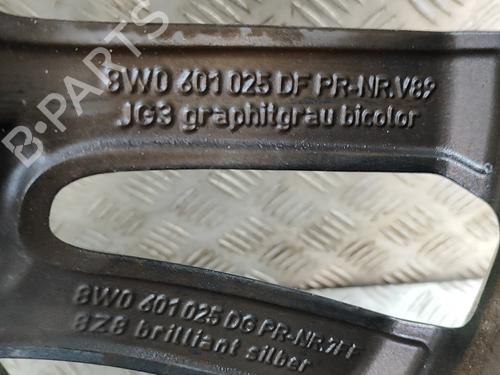 8W0 601 025 DF PR-NR.V89
JG3 graphitgrau bicolor
B-PARTS
8W0 601 025 DG PR-NR.7FF
8Z8 brilliant silber